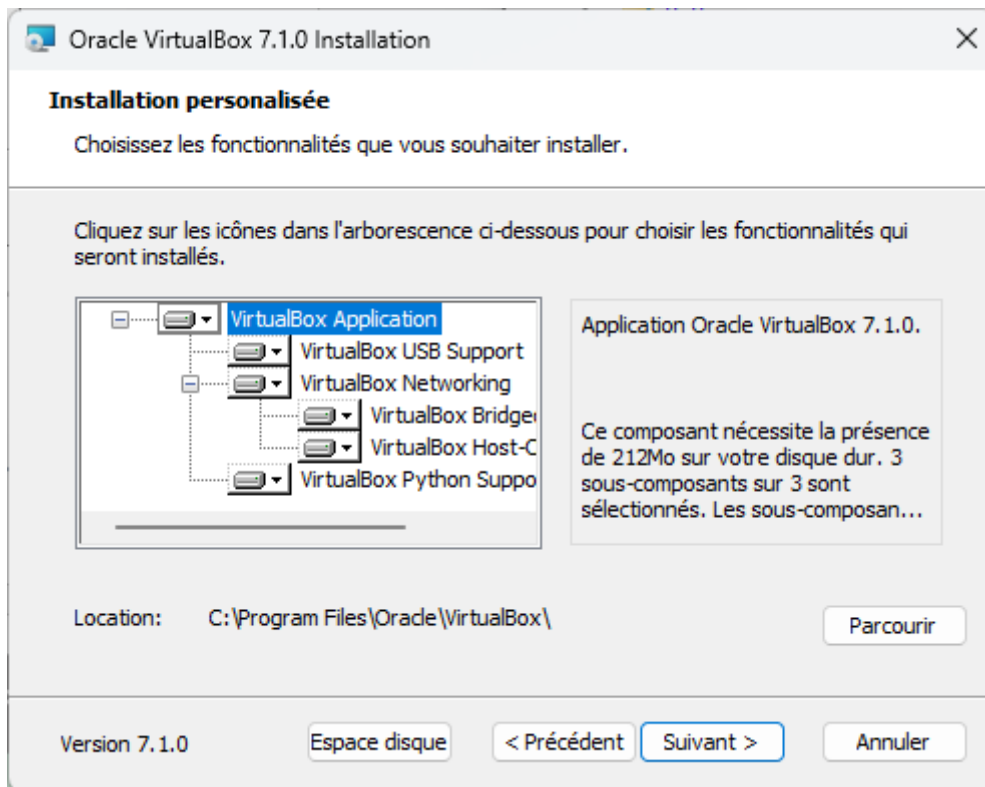 Oracle VirtualBox 7.1.0 Installation
Installation personalisée
Choisissez les fonctionnalités que vous souhaiter installer.
Cliquez sur les icônes dans l'arborescence ci-dessous pour choisir les fonctionnalités qui
seront installés.
VirtualBox Application
VirtualBox USB Support
VirtualBox Networking
VirtualBox Bridge
VirtualBox Host-C
VirtualBox Python Suppo
Application Oracle VirtualBox 7.1.0.
Ce composant nécessite la présence
de 212Mo sur votre disque dur. 3
sous-composants sur 3 sont
sélectionnés. Les sous-composan...
Location: C:\Program Files\Oracle\VirtualBox\
Parcourir
Version 7.1.0
Espace disque
< Précédent
Suivant >
Annuler